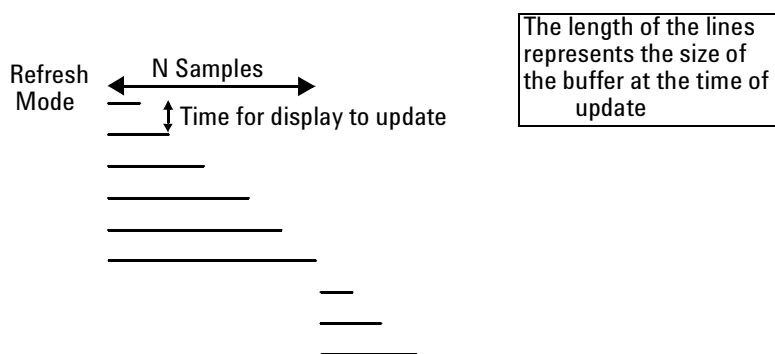 Refresh
Mode
N Samples
Time for display to update
The length of the lines
represents the size of
the buffer at the time of
update